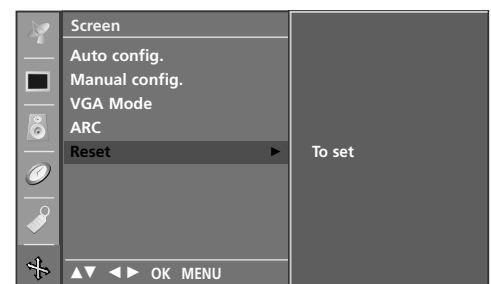 Screen
Auto config.
Manual config.
VGA Mode
ARC
Reset ► To set
▲▼ ◄► OK MENU